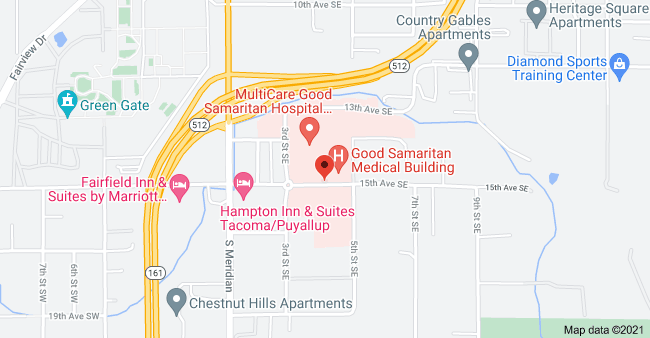 10th Ave SE
Heritage Square
Apartments
Country Gables
Apartments
Fairview Dr
512
Diamond Sports
Training Center
Green Gate
MultiCare Good
Samaritan Hospital...
13th Ave SE
512
3rd St SE
Good Samaritan
Medical Building
H
Fairfield Inn &
Suites by Marriott...
15th Ave SE
15th Ave SE
Hampton Inn & Suites
Tacoma/Puyallup
7th St SE
9th St SE
S Meridian
3rd St SE
5th St SE
161
7th St SW
6th St SW
Chestnut Hills Apartments
19th Ave SW
Map data ©2021